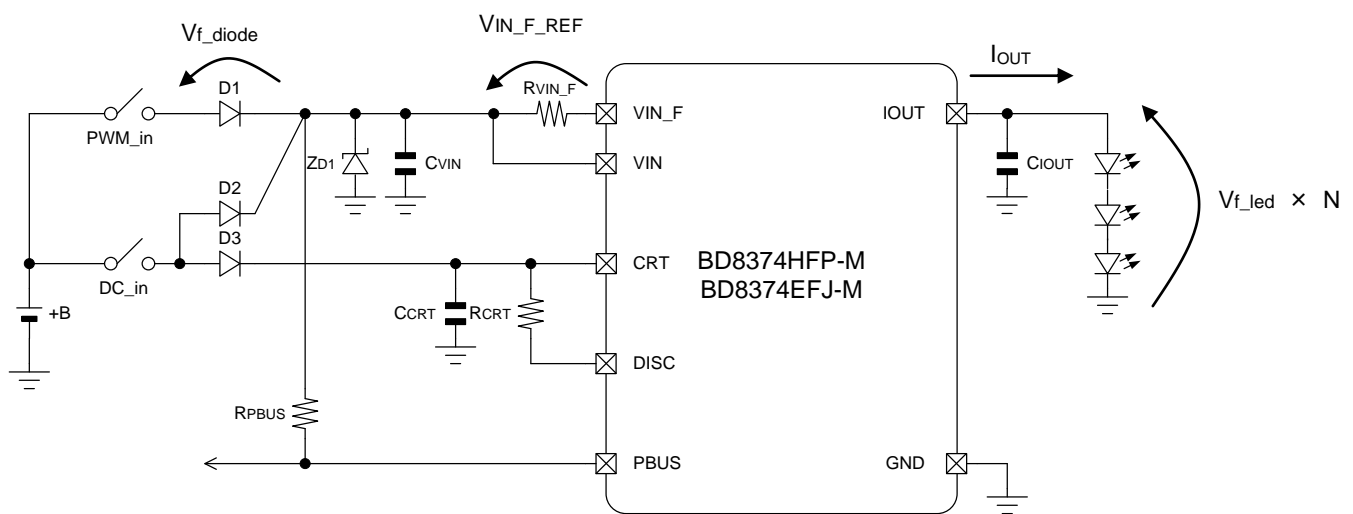 Vf_diode
VIN_F_REF
IOUT
D1
RVIN_F
PWM_in
VIN_F
IOUT
ZD1
CVIN
VIN
CIOUT
D2
Vf_led × N
D3
DC_in
CRT
BD8374HFP-M
BD8374EFJ-M
+B
CCRT
RCRT
DISC
RPBUS
PBUS
GND